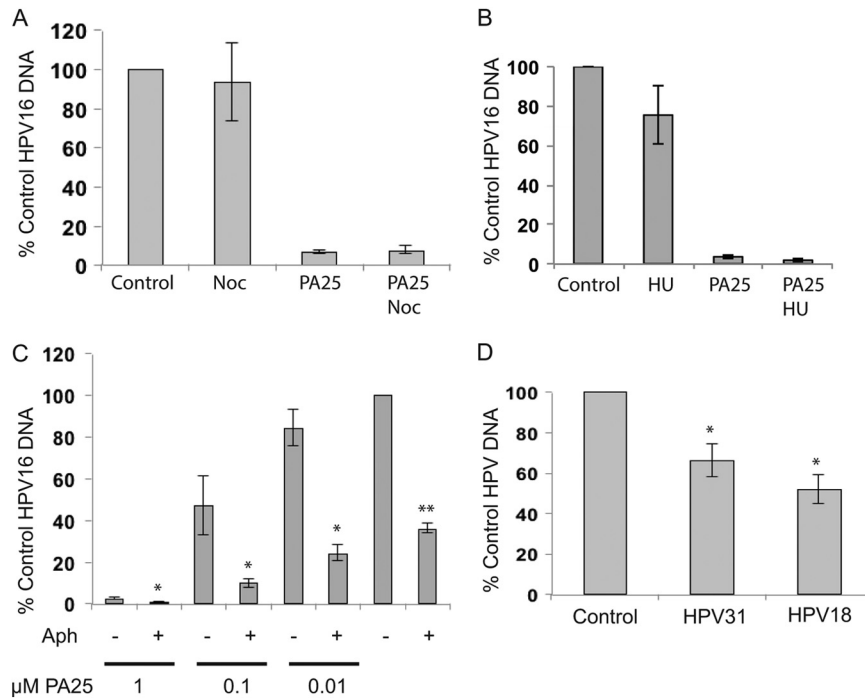 A
% Control HPV16 DNA
120
100
80
60
40
20
0
Control Noc PA25 PA25
Noc
B
% Control HPV16 DNA
100
80
60
40
20
0
Control HU PA25 PA25
HU
C
% Control HPV16 DNA
120
100
80
60
40
20
0
* * * **
Aph - + - + - + - +
µM PA25 1 0.1 0.01
D
% Control HPV DNA
100
80
60
40
20
0
* *
Control HPV31 HPV18